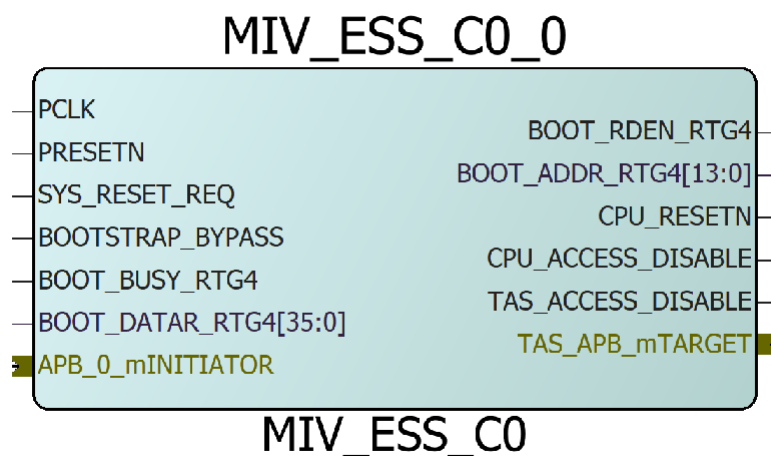 MIV_ESS_C0_0
PCLK
PRESETN
SYS_RESET_REQ
BOOTSTRAP_BYPASS
BOOT_BUSY_RTG4
BOOT_DATAR_RTG4[35:0]
APB_0_mINITIATOR
BOOT_RDEN_RTG4
BOOT_ADDR_RTG4[13:0]
CPU_RESETN
CPU_ACCESS_DISABLE
TAS_ACCESS_DISABLE
TAS_APB_mTARGET
MIV_ESS_C0